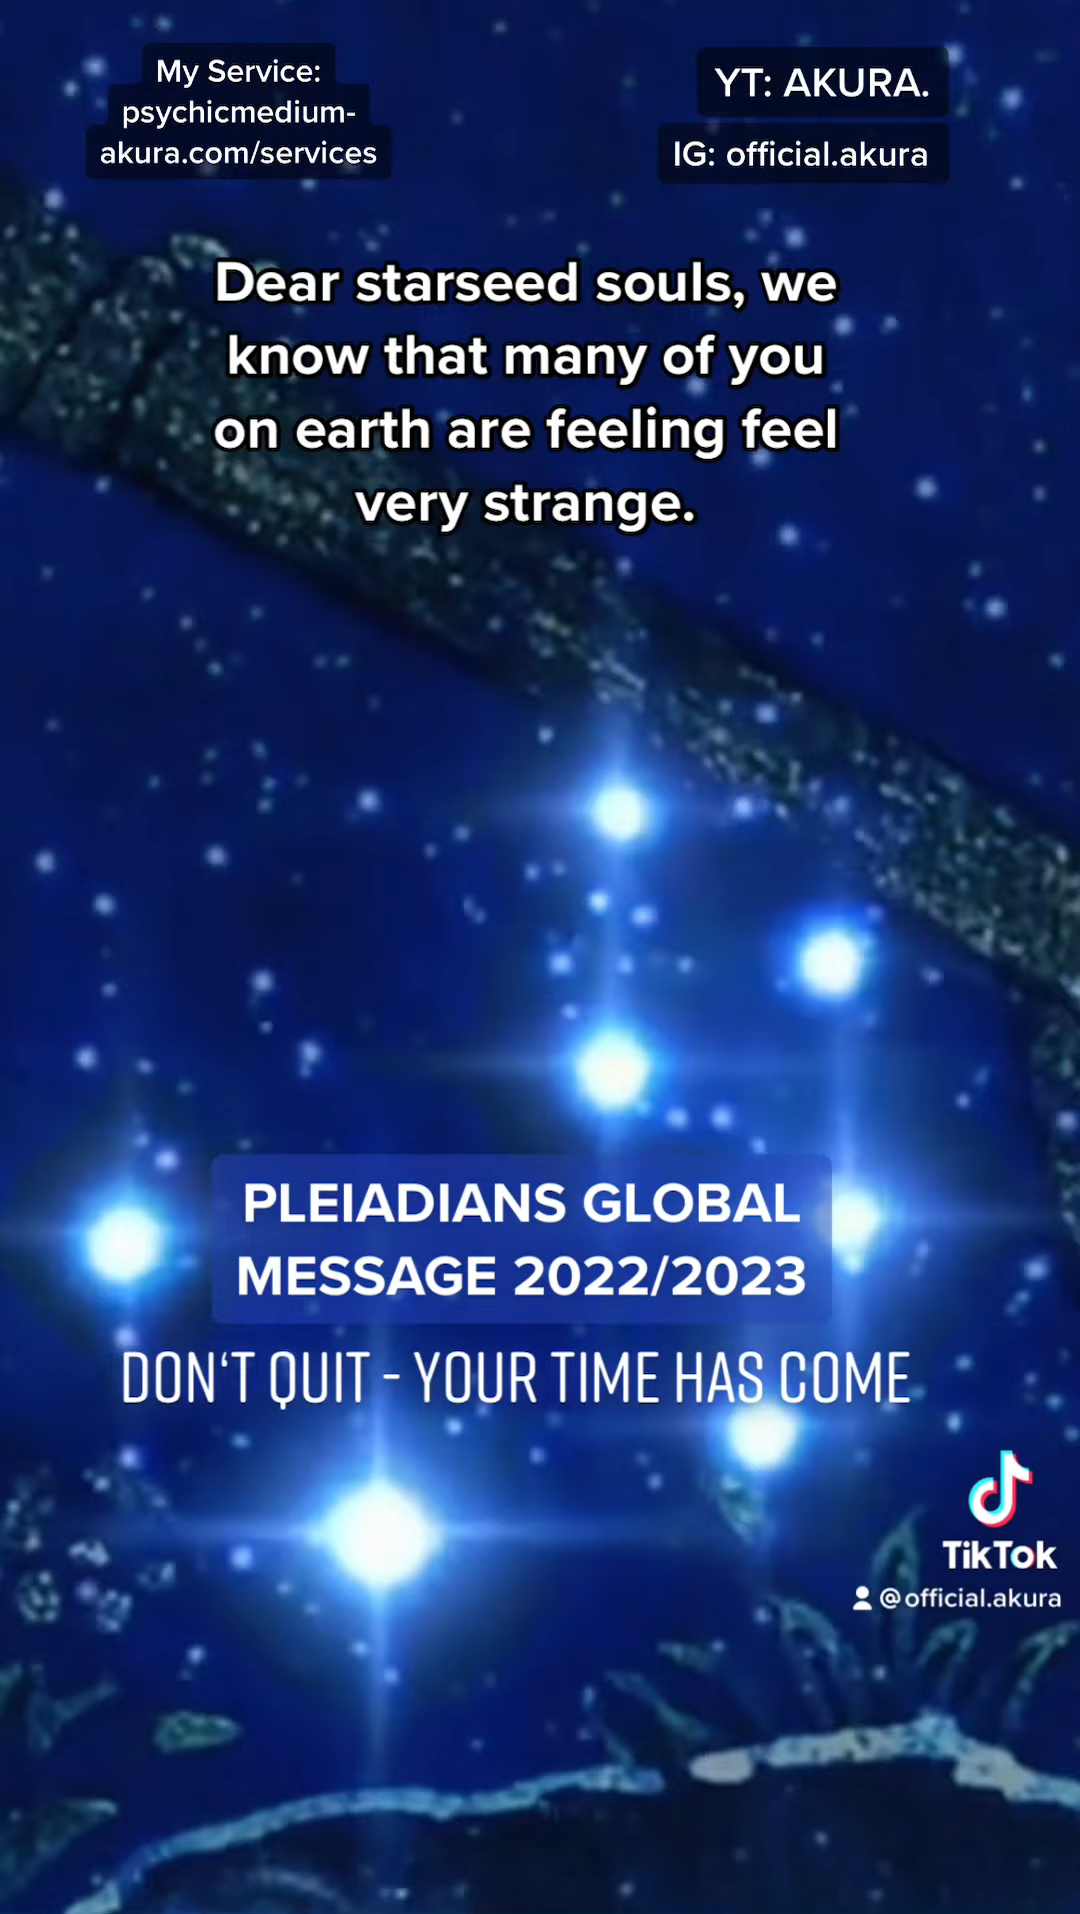 My Service:
psychicmedium-
akura.com/services
YT: AKURA.
IG: official.akura
Dear starseed souls, we
know that many of you
on earth are feeling feel
very strange.
PLEIADIANS GLOBAL
MESSAGE 2022/2023
DON‘T QUIT - YOUR TIME HAS COME
TikTok
@official.akura